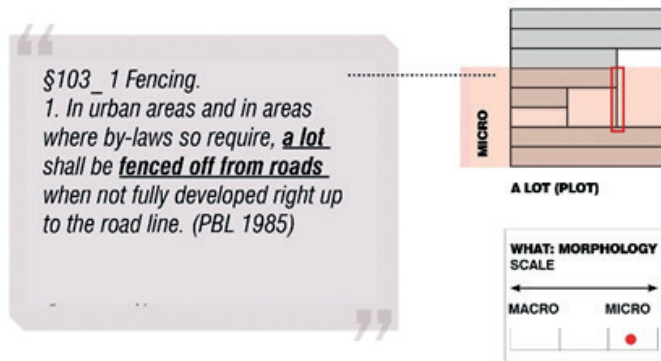 §103_ 1 Fencing.
1. In urban areas and in areas
where by-laws so require, a lot
shall be fenced off from roads
when not fully developed right up
to the road line. (PBL 1985)
MICRO
A LOT (PLOT)
WHAT: MORPHOLOGY
SCALE
MACRO MICRO